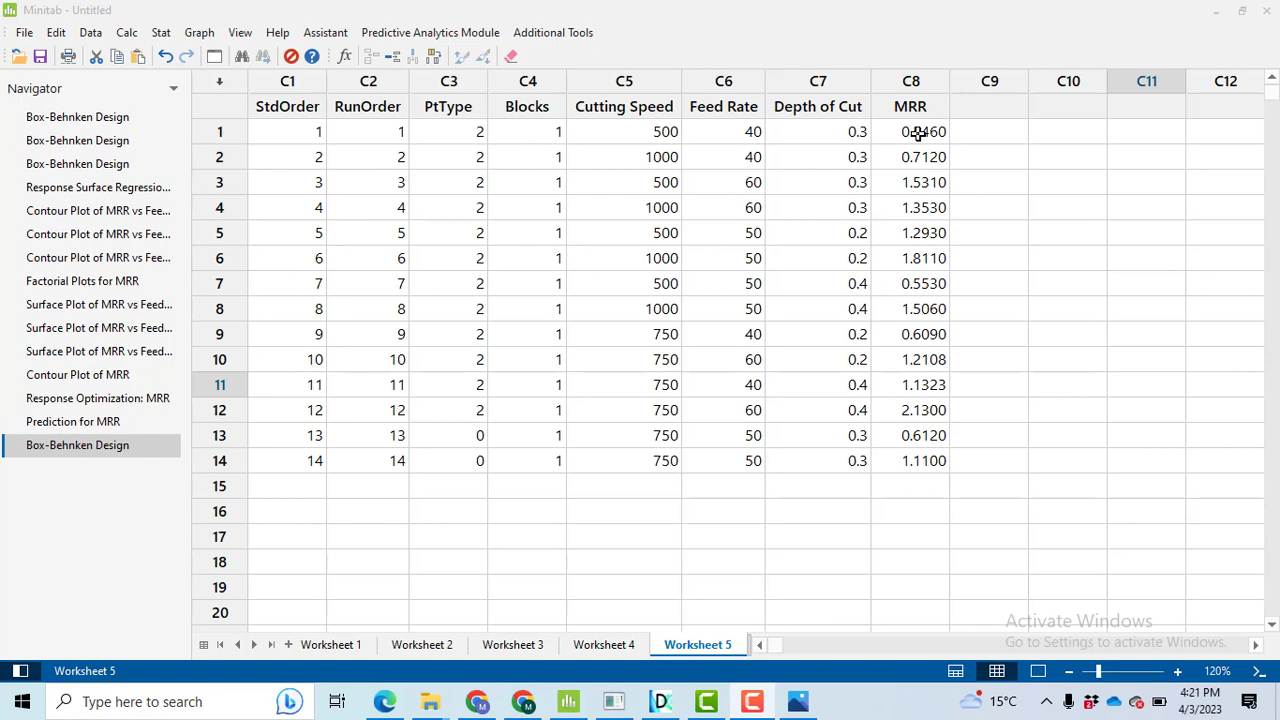 Minitab - Untitled
File Edit Data Calc Stat Graph View Help Assistant Predictive Analytics Module Additional Tools
Navigator
Box-Behnken Design
Box-Behnken Design
Box-Behnken Design
Response Surface Regressio...
Contour Plot of MRR vs Fee...
Contour Plot of MRR vs Fee...
Contour Plot of MRR vs Fee...
Factorial Plots for MRR
Surface Plot of MRR vs Feed...
Surface Plot of MRR vs Feed...
Surface Plot of MRR vs Feed...
Contour Plot of MRR
Response Optimization: MRR
Prediction for MRR
Box-Behnken Design
C1 C2 C3 C4 C5 C6 C7 C8 C9 C10 C11 C12
StdOrder RunOrder PtType Blocks Cutting Speed Feed Rate Depth of Cut MRR
1 1 1 2 1 500 40 0.3
2 2 2 2 1 1000 40 0.3 0.7120
3 3 3 2 1 500 60 0.3 1.5310
4 4 4 2 1 1000 60 0.3 1.3530
5 5 5 2 1 500 50 0.2 1.2930
6 6 6 2 1 1000 50 0.2 1.8110
7 7 7 2 1 500 50 0.4 0.5530
8 8 8 2 1 1000 50 0.4 1.5060
9 9 9 2 1 750 40 0.2 0.6090
10 10 10 2 1 750 60 0.2 1.2108
11 11 11 2 1 750 40 0.4 1.1323
12 12 12 2 1 750 60 0.4 2.1300
13 13 13 0 1 750 50 0.3 0.6120
14 14 14 0 1 750 50 0.3 1.1100
15
16
17
18
19
20
Activate Windows
Go to Settings to activate Windows.
Worksheet 1 Worksheet 2 Worksheet 3 Worksheet 4 Worksheet 5
Worksheet 5 120%
Type here to search 15°C 4:21 PM
4/3/2023